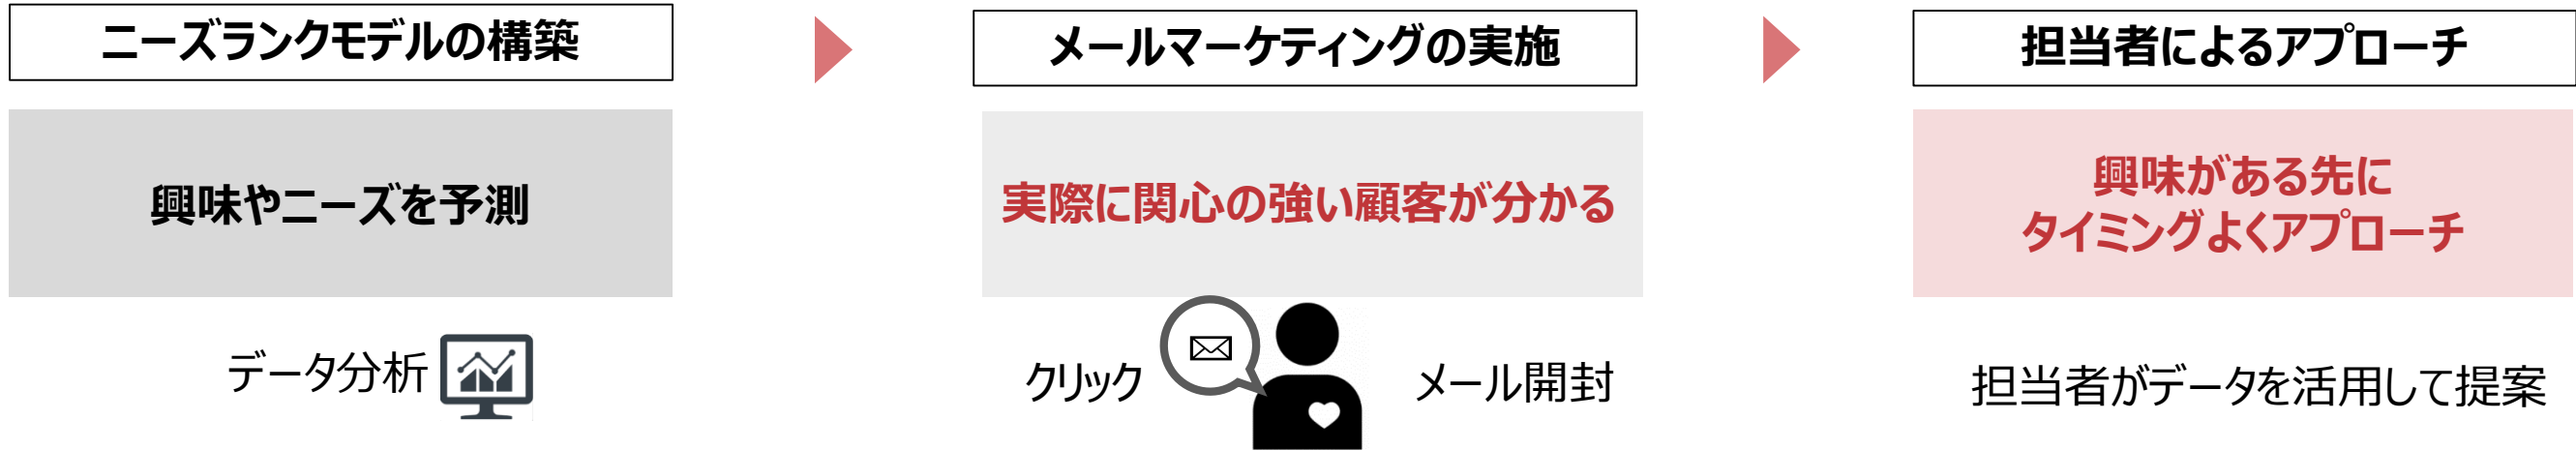 ニーズランクモデルの構築
メールマーケティングの実施
担当者によるアプローチ
興味やニーズを予測
実際に関心の強い顧客が分かる
興味がある先に
タイミングよくアプローチ
データ分析
クリック
メール開封
担当者がデータを活用して提案